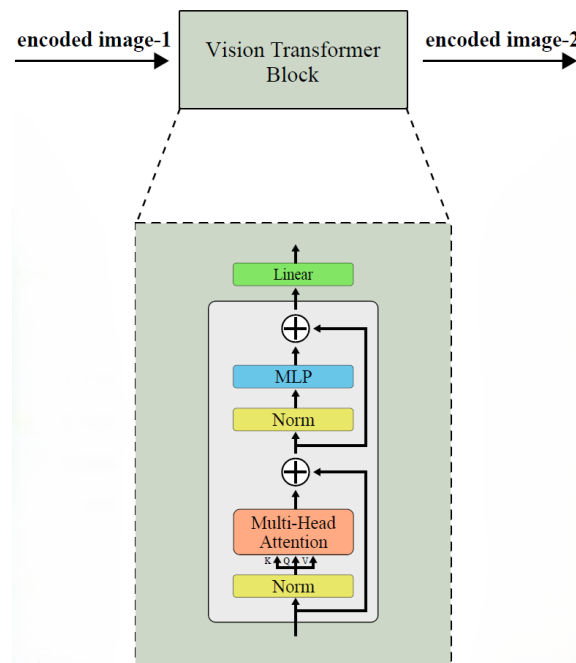 encoded image-1
Vision Transformer
Block
encoded image-2
Linear
MLP
Norm
Multi-Head
Attention
K Q V
Norm